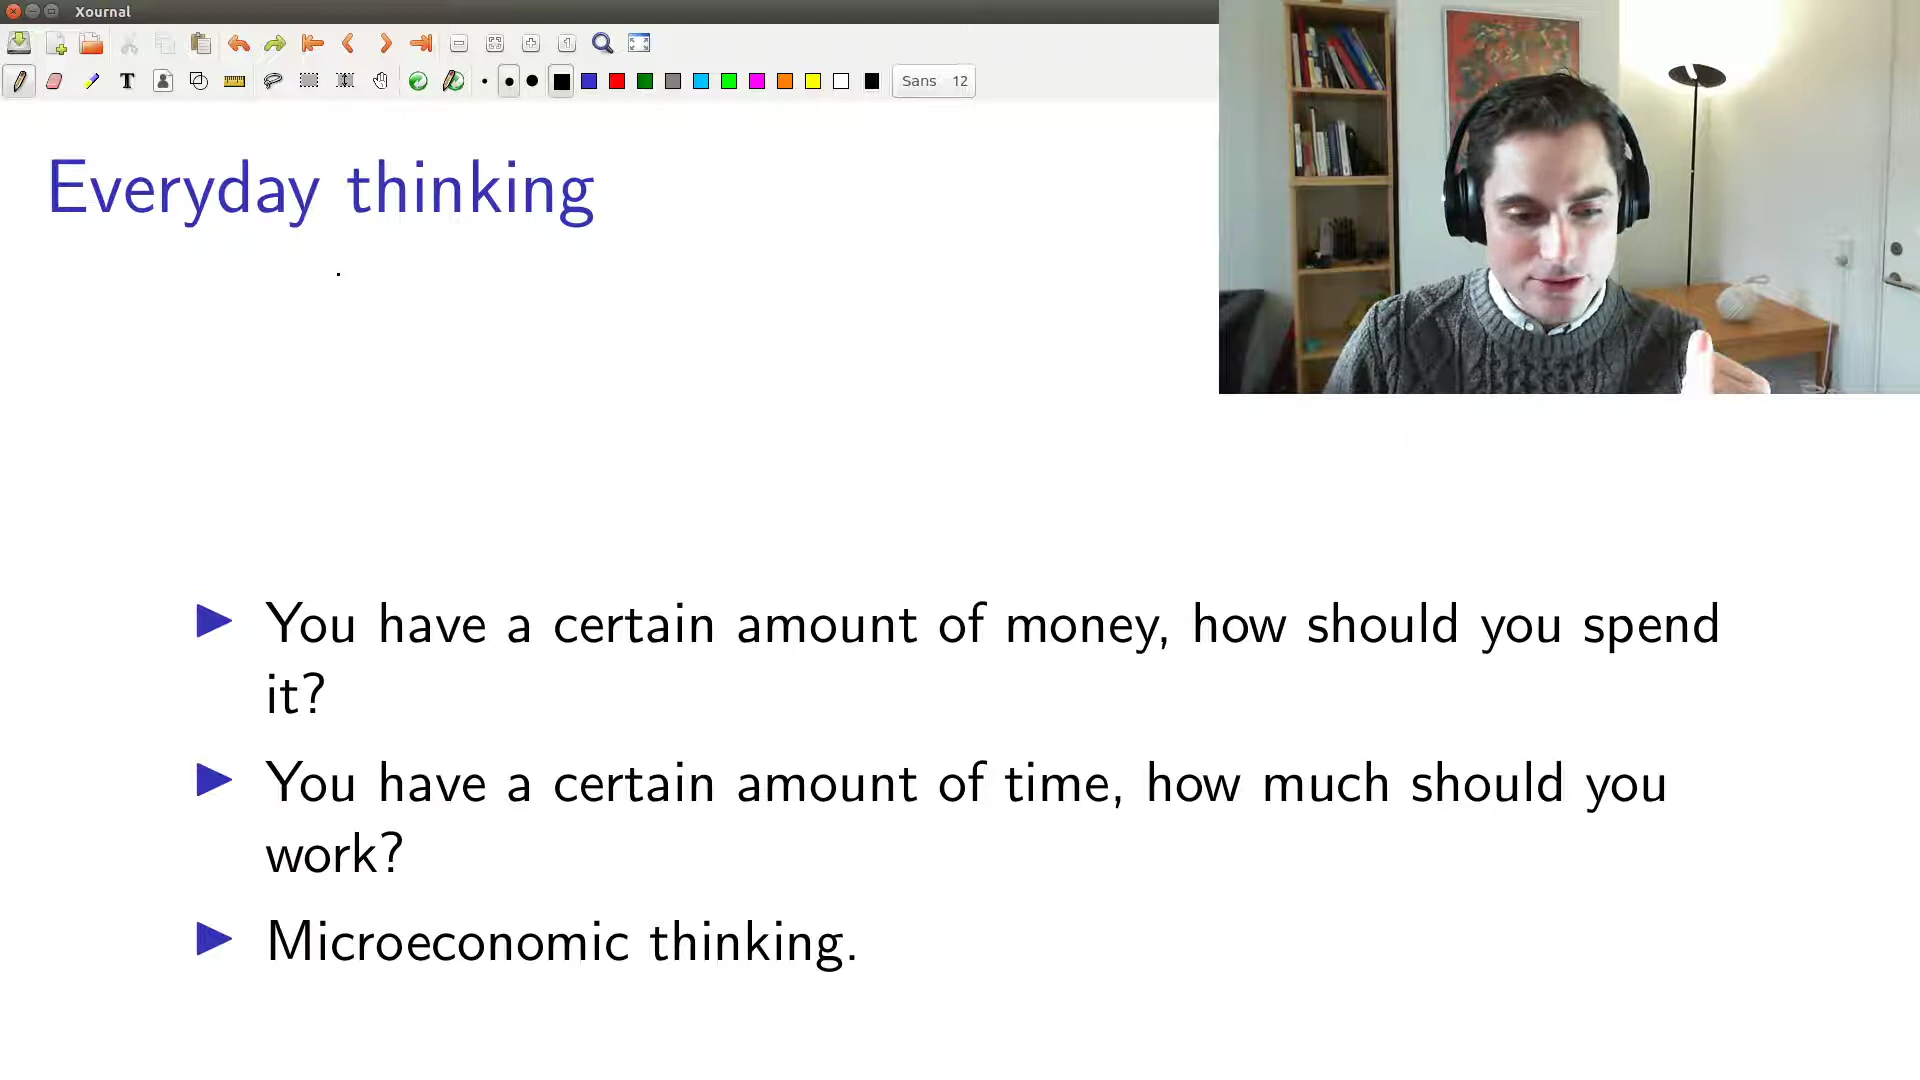 Xournal
T
Sans 12
Everyday thinking
You have a certain amount of money, how should you spend
it?
You have a certain amount of time, how much should you
work?
Microeconomic thinking.